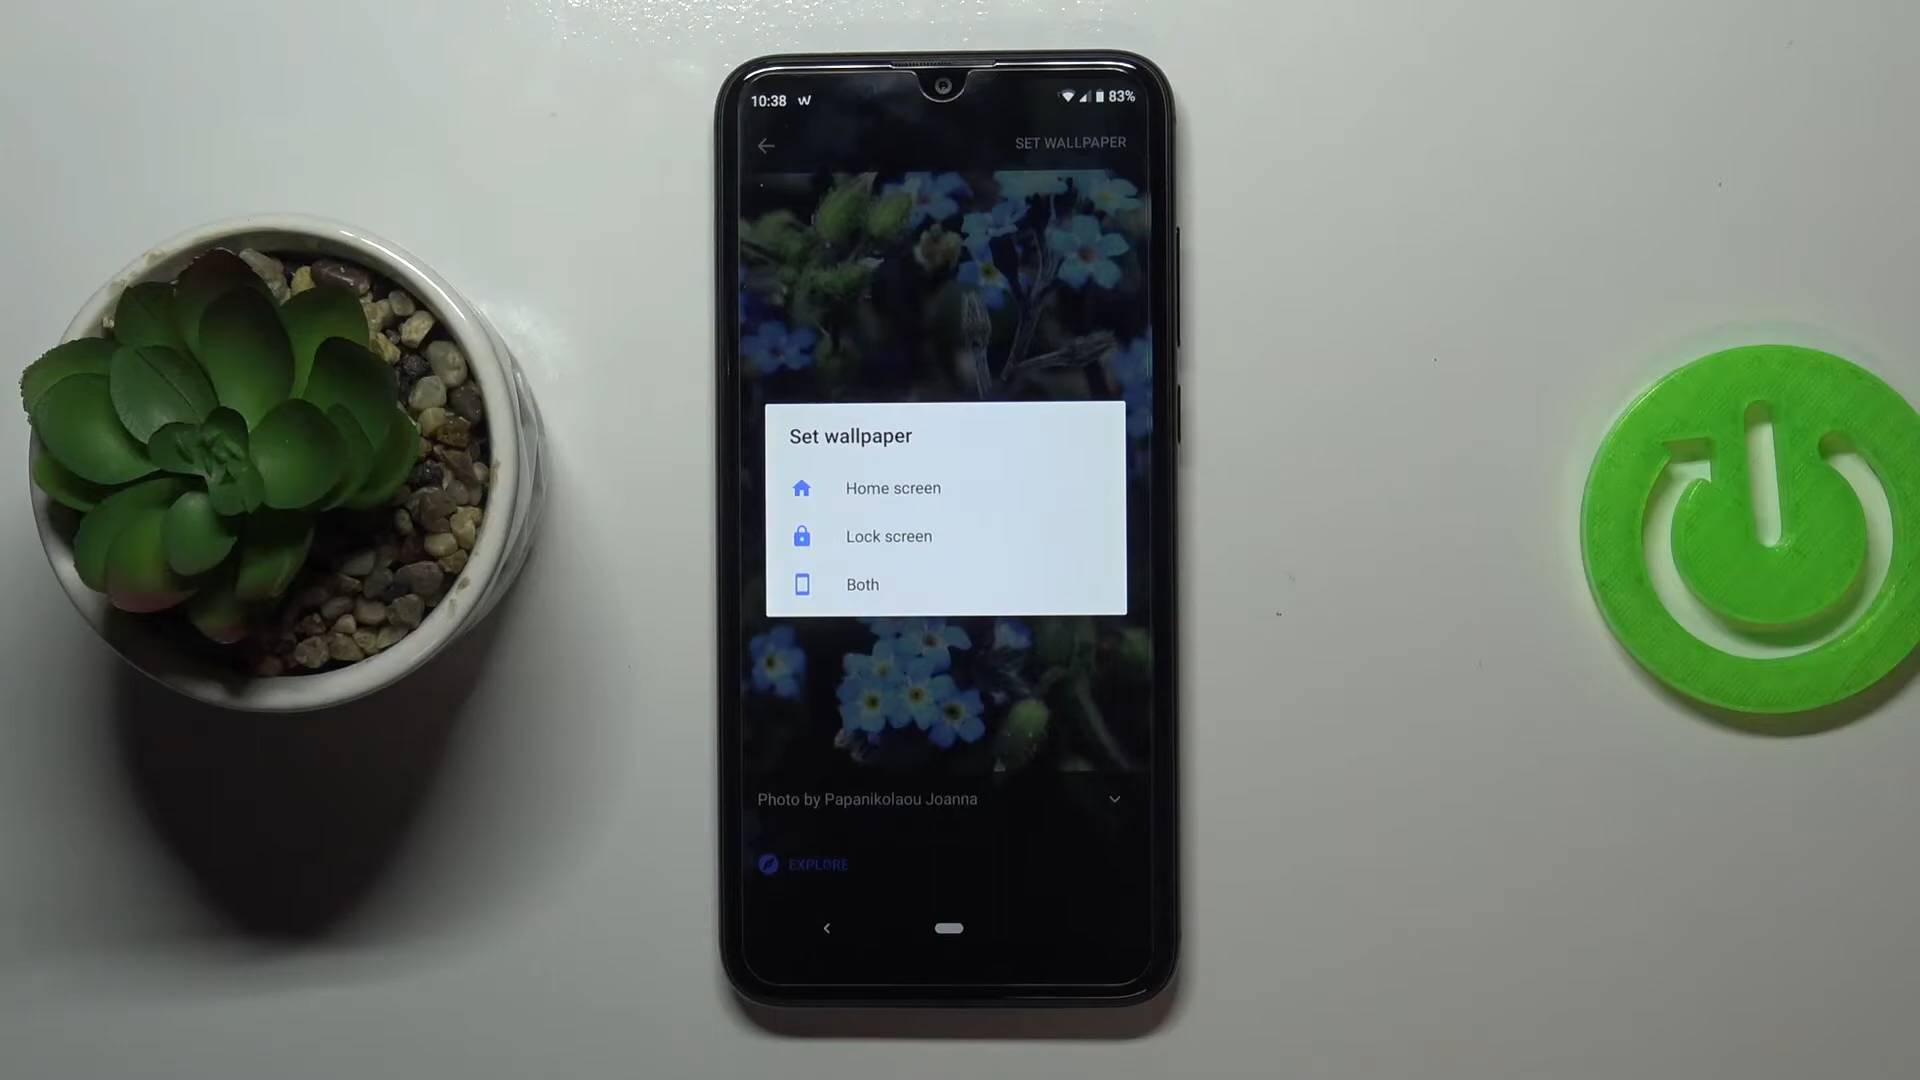 10:38 W 83%
SET WALLPAPER
Set wallpaper
Home screen
Lock screen
Both
Photo by Papanikolaou Joanna
EXPLORE